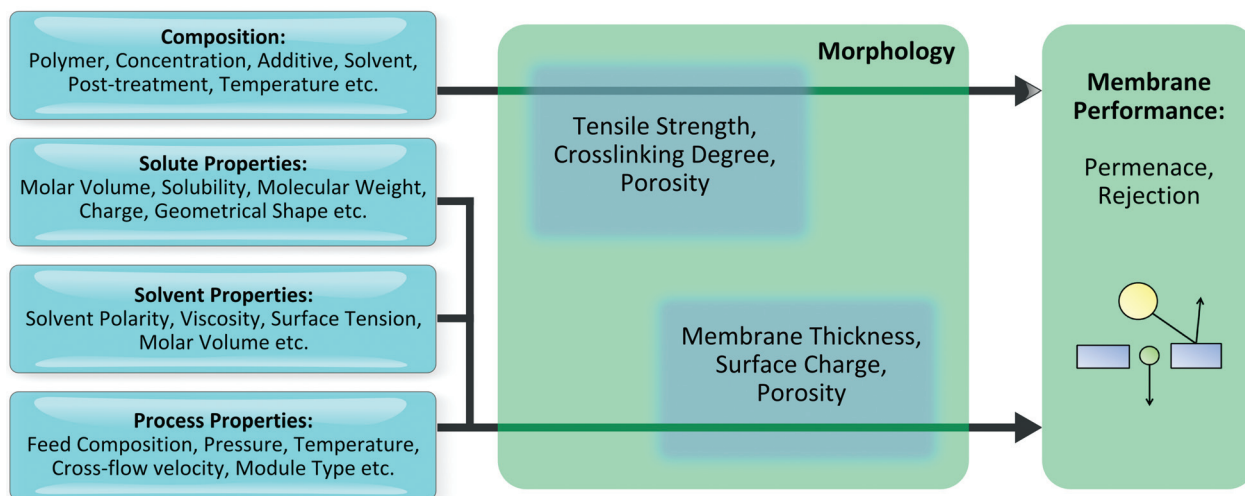 Composition:
Polymer, Concentration, Additive, Solvent,
Post-treatment, Temperature etc.
Solute Properties:
Molar Volume, Solubility, Molecular Weight,
Charge, Geometrical Shape etc.
Solvent Properties:
Solvent Polarity, Viscosity, Surface Tension,
Molar Volume etc.
Process Properties:
Feed Composition, Pressure, Temperature,
Cross-flow velocity, Module Type etc.
Morphology
Tensile Strength,
Crosslinking Degree,
Porosity
Membrane Thickness,
Surface Charge,
Porosity
Membrane
Performance:
Permenace,
Rejection